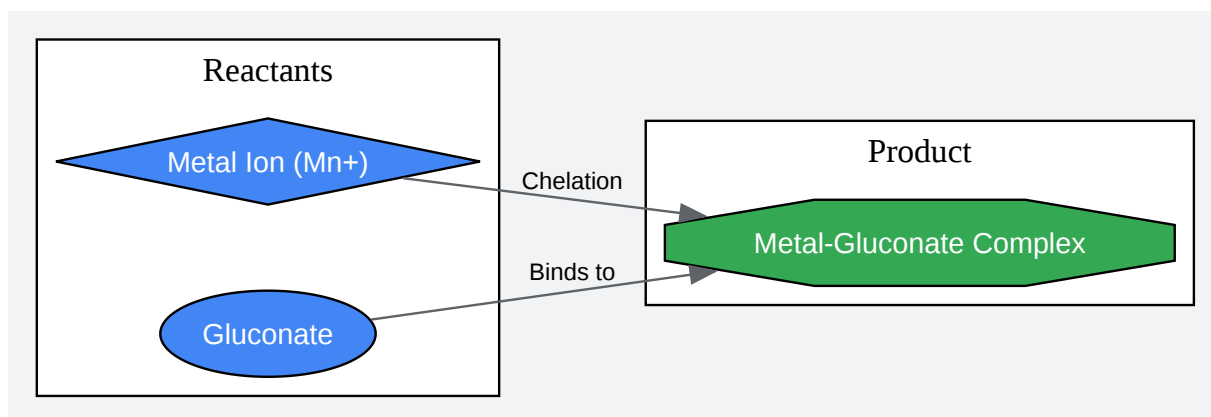 Reactants
Metal Ion (Mn+)
Gluconate
Chelation
Binds to
Product
Metal-Gluconate Complex